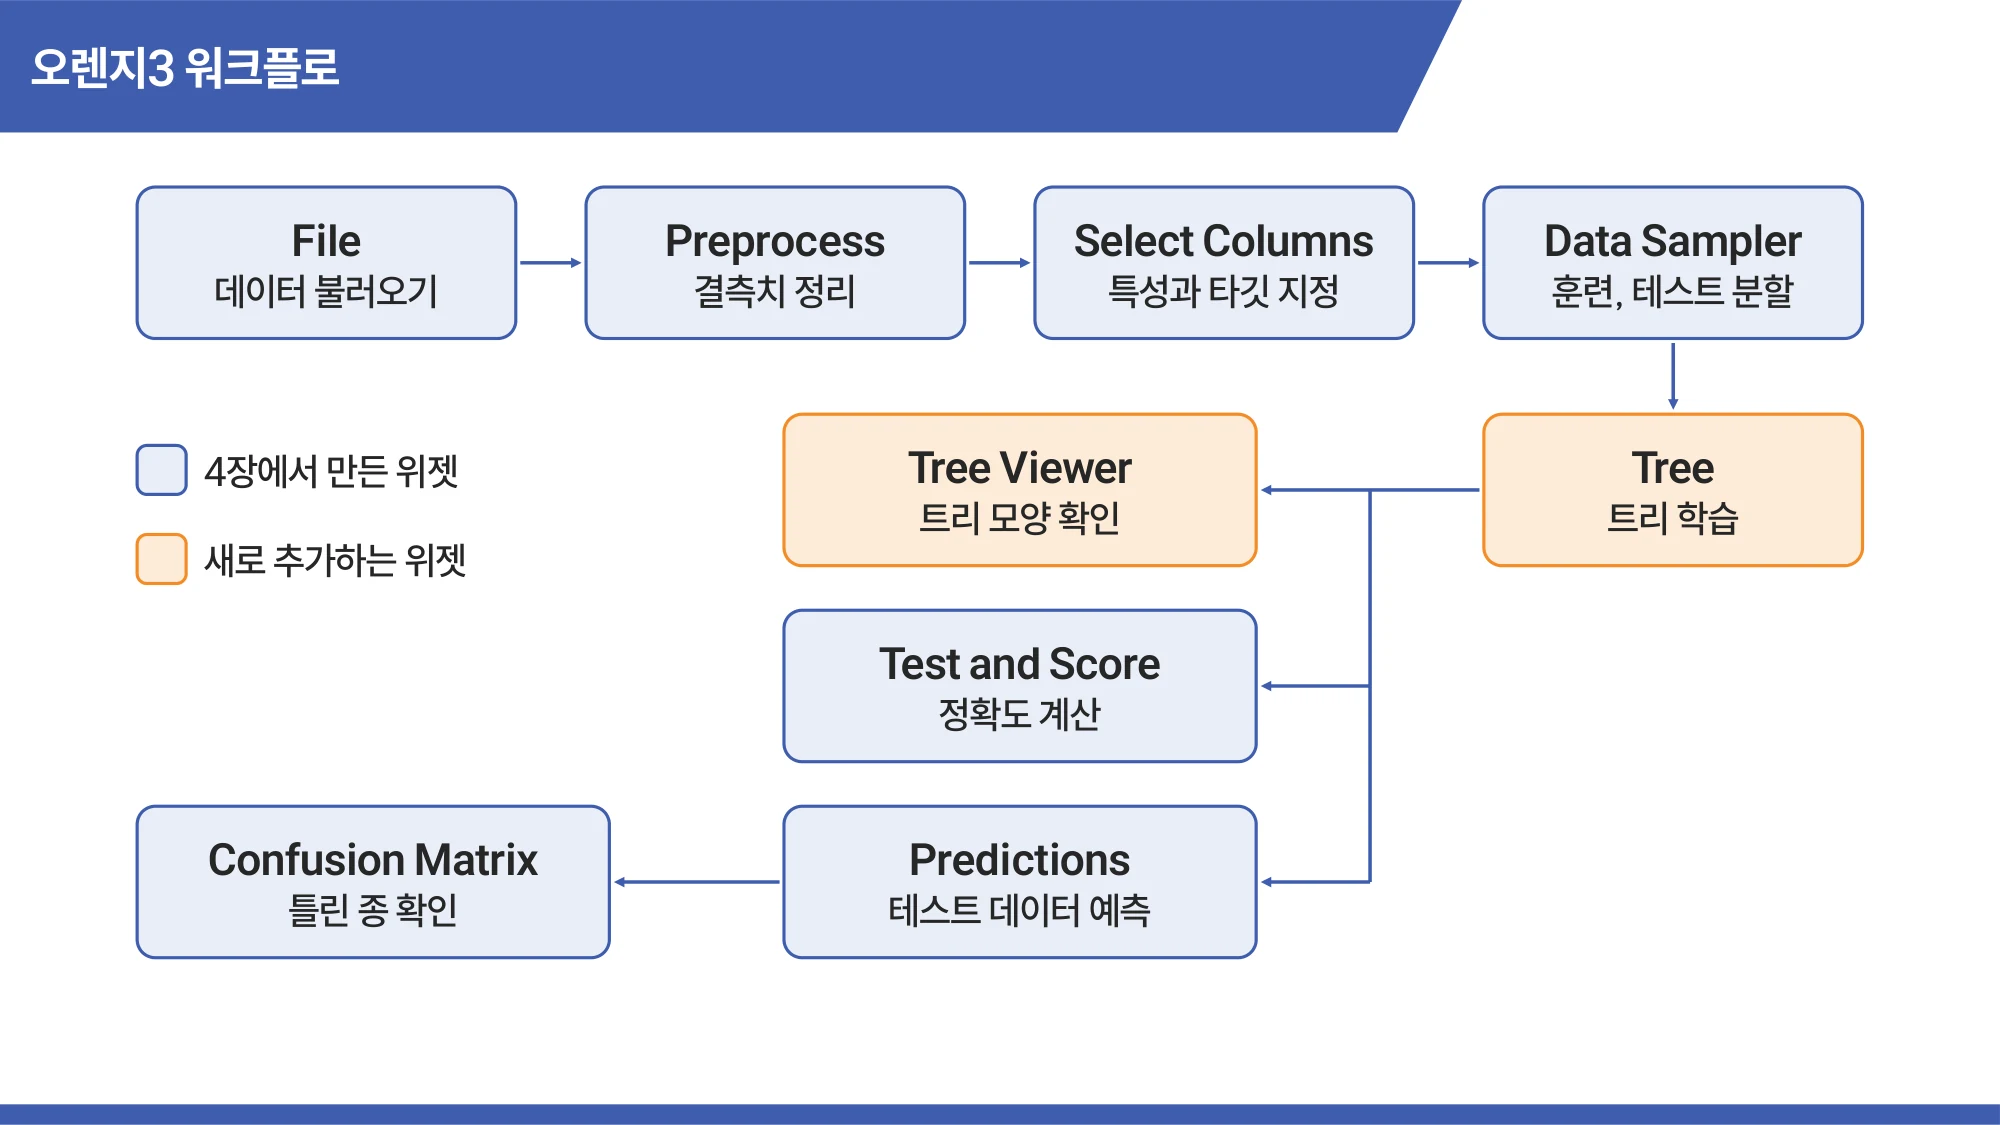 오렌지3 워크플로
File
데이터 불러오기
Preprocess
결측치 정리
Select Columns
특성과 타깃 지정
Data Sampler
훈련, 테스트 분할
4장에서 만든 위젯
새로 추가하는 위젯
Tree Viewer
트리 모양 확인
Tree
트리 학습
Test and Score
정확도 계산
Confusion Matrix
틀린 종 확인
Predictions
테스트 데이터 예측